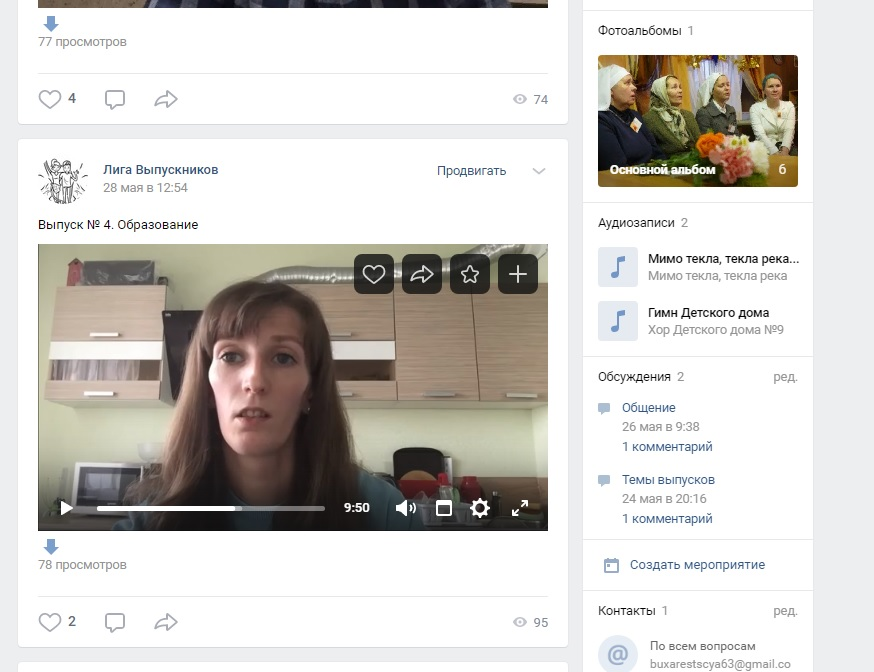 77 просмотров
4
74
Лига Выпускников
28 мая в 12:54
Продвигать
Выпуск № 4. Образование
9:50
78 просмотров
2
95
Фотоальбомы 1
Основной альбом 6
Аудиозаписи 2
Мимо текла, текла река...
Мимо текла, текла река
Гимн Детского дома
Хор Детского дома №9
Обсуждения 2 ред.
Общение
26 мая в 9:38
1 комментарий
Темы выпусков
24 мая в 20:16
1 комментарий
Создать мероприятие
Контакты 1 ред.
@
По всем вопросам
buxarestscya63@gmail.co